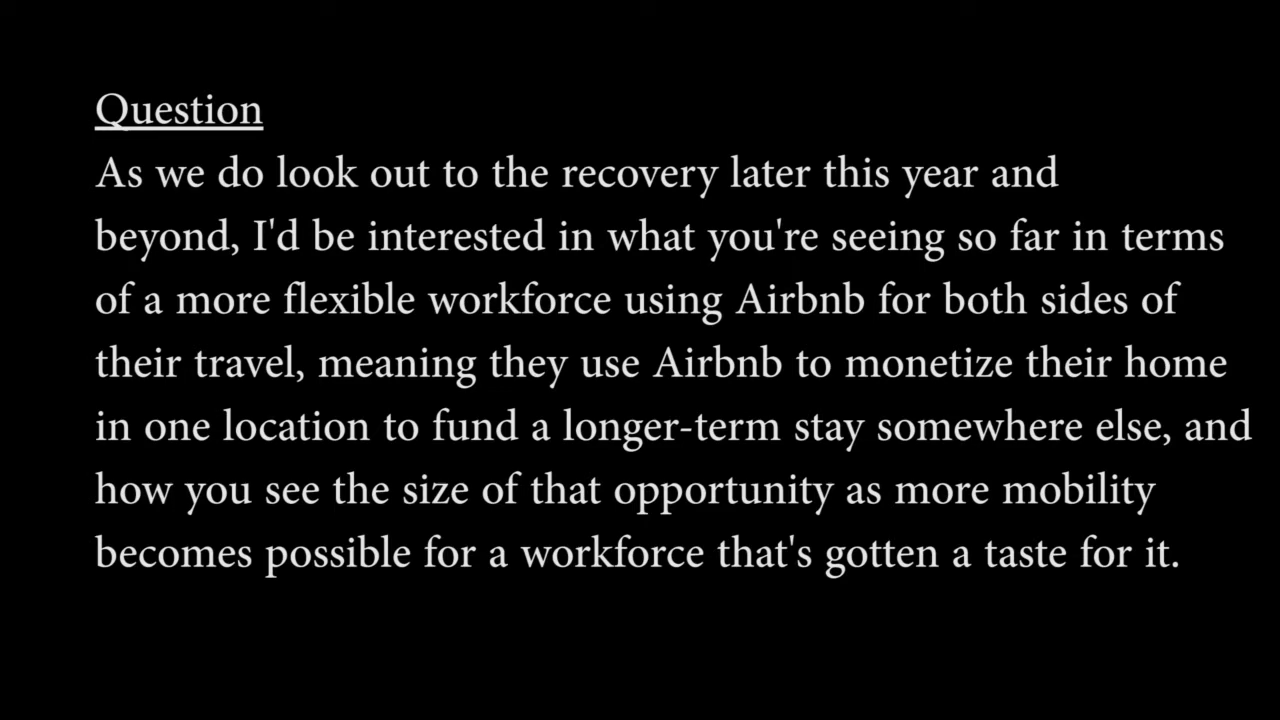 Question
As we do look out to the recovery later this year and
beyond, I'd be interested in what you're seeing so far in terms
of a more flexible workforce using Airbnb for both sides of
their travel, meaning they use Airbnb to monetize their home
in one location to fund a longer-term stay somewhere else, and
how you see the size of that opportunity as more mobility
becomes possible for a workforce that's gotten a taste for it.